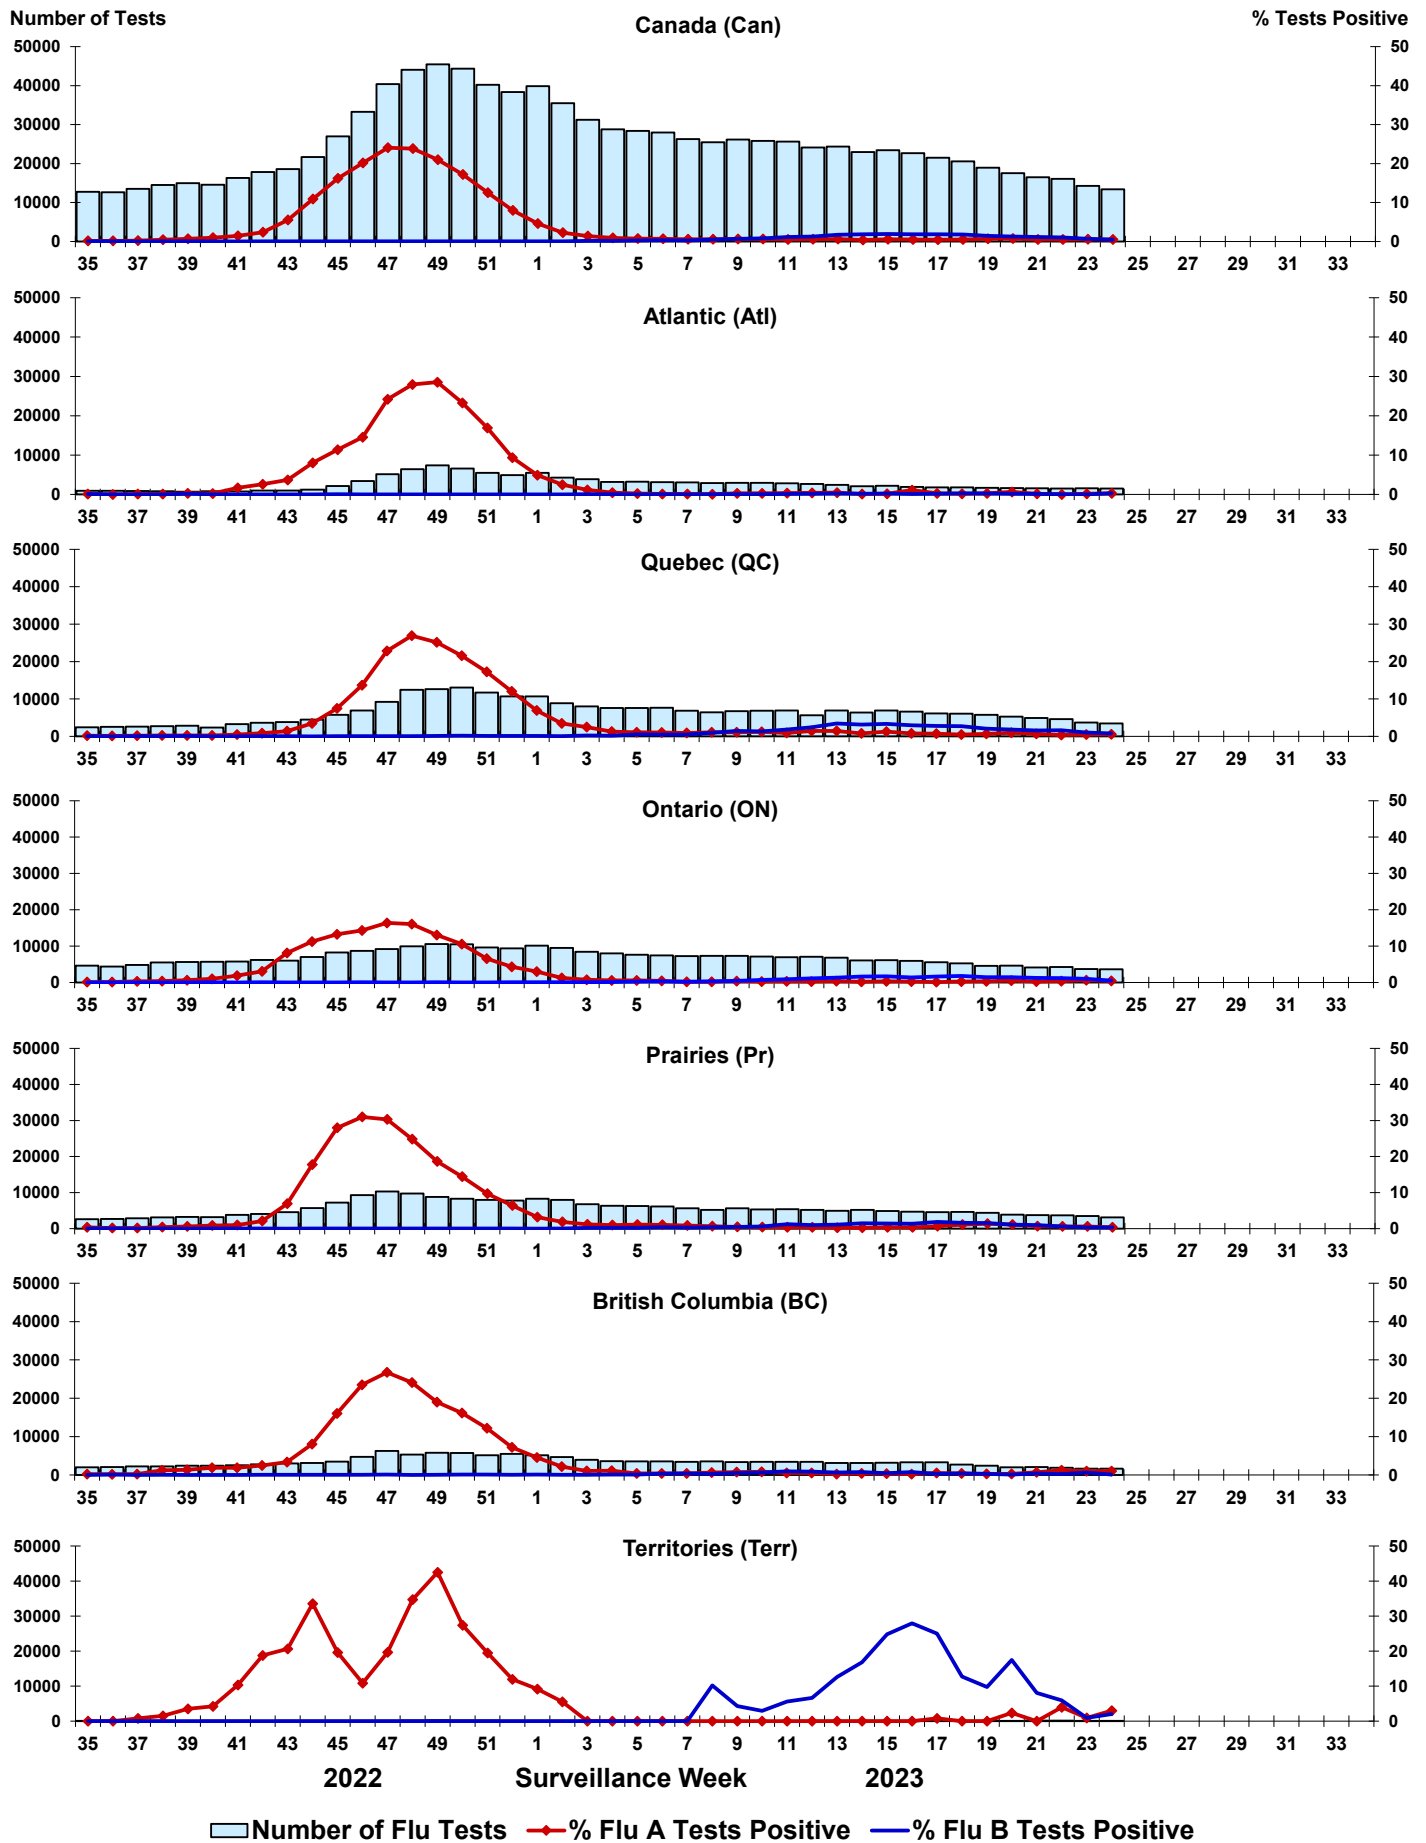 Number of Tests
% Tests Positive
Canada (Can)
50000 50
40000 40
30000 30
20000 20
10000 10
0 0
35 37 39 41 43 45 47 49 51 1 3 5 7 9 11 13 15 17 19 21 23 25 27 29 31 33
Atlantic (Atl)
50000 50
40000 40
30000 30
20000 20
10000 10
0 0
35 37 39 41 43 45 47 49 51 1 3 5 7 9 11 13 15 17 19 21 23 25 27 29 31 33
Quebec (QC)
50000 50
40000 40
30000 30
20000 20
10000 10
0 0
35 37 39 41 43 45 47 49 51 1 3 5 7 9 11 13 15 17 19 21 23 25 27 29 31 33
Ontario (ON)
50000 50
40000 40
30000 30
20000 20
10000 10
0 0
35 37 39 41 43 45 47 49 51 1 3 5 7 9 11 13 15 17 19 21 23 25 27 29 31 33
Prairies (Pr)
50000 50
40000 40
30000 30
20000 20
10000 10
0 0
35 37 39 41 43 45 47 49 51 1 3 5 7 9 11 13 15 17 19 21 23 25 27 29 31 33
British Columbia (BC)
50000 50
40000 40
30000 30
20000 20
10000 10
0 0
35 37 39 41 43 45 47 49 51 1 3 5 7 9 11 13 15 17 19 21 23 25 27 29 31 33
Territories (Terr)
50000 50
40000 40
30000 30
20000 20
10000 10
0 0
35 37 39 41 43 45 47 49 51 1 3 5 7 9 11 13 15 17 19 21 23 25 27 29 31 33
2022 Surveillance Week 2023
Number of Flu Tests % Flu A Tests Positive % Flu B Tests Positive